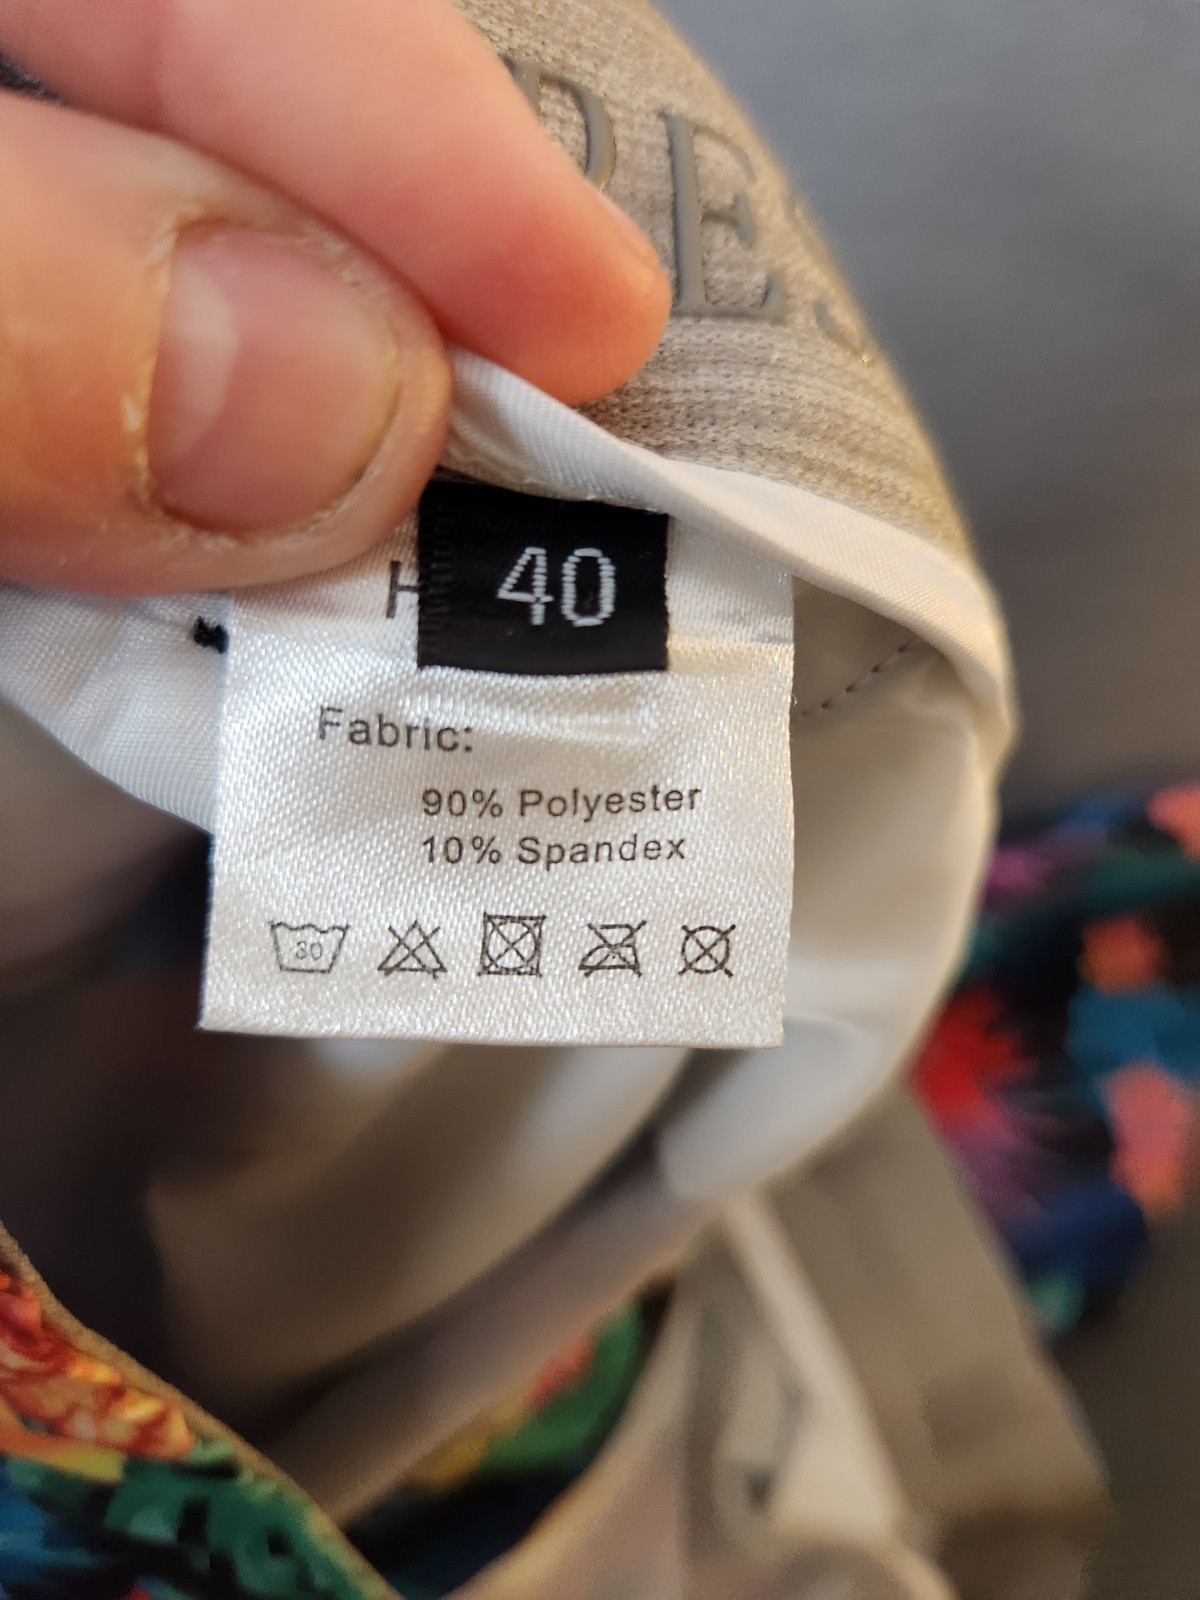 40
Fabric:
90% Polyester
10% Spandex
30